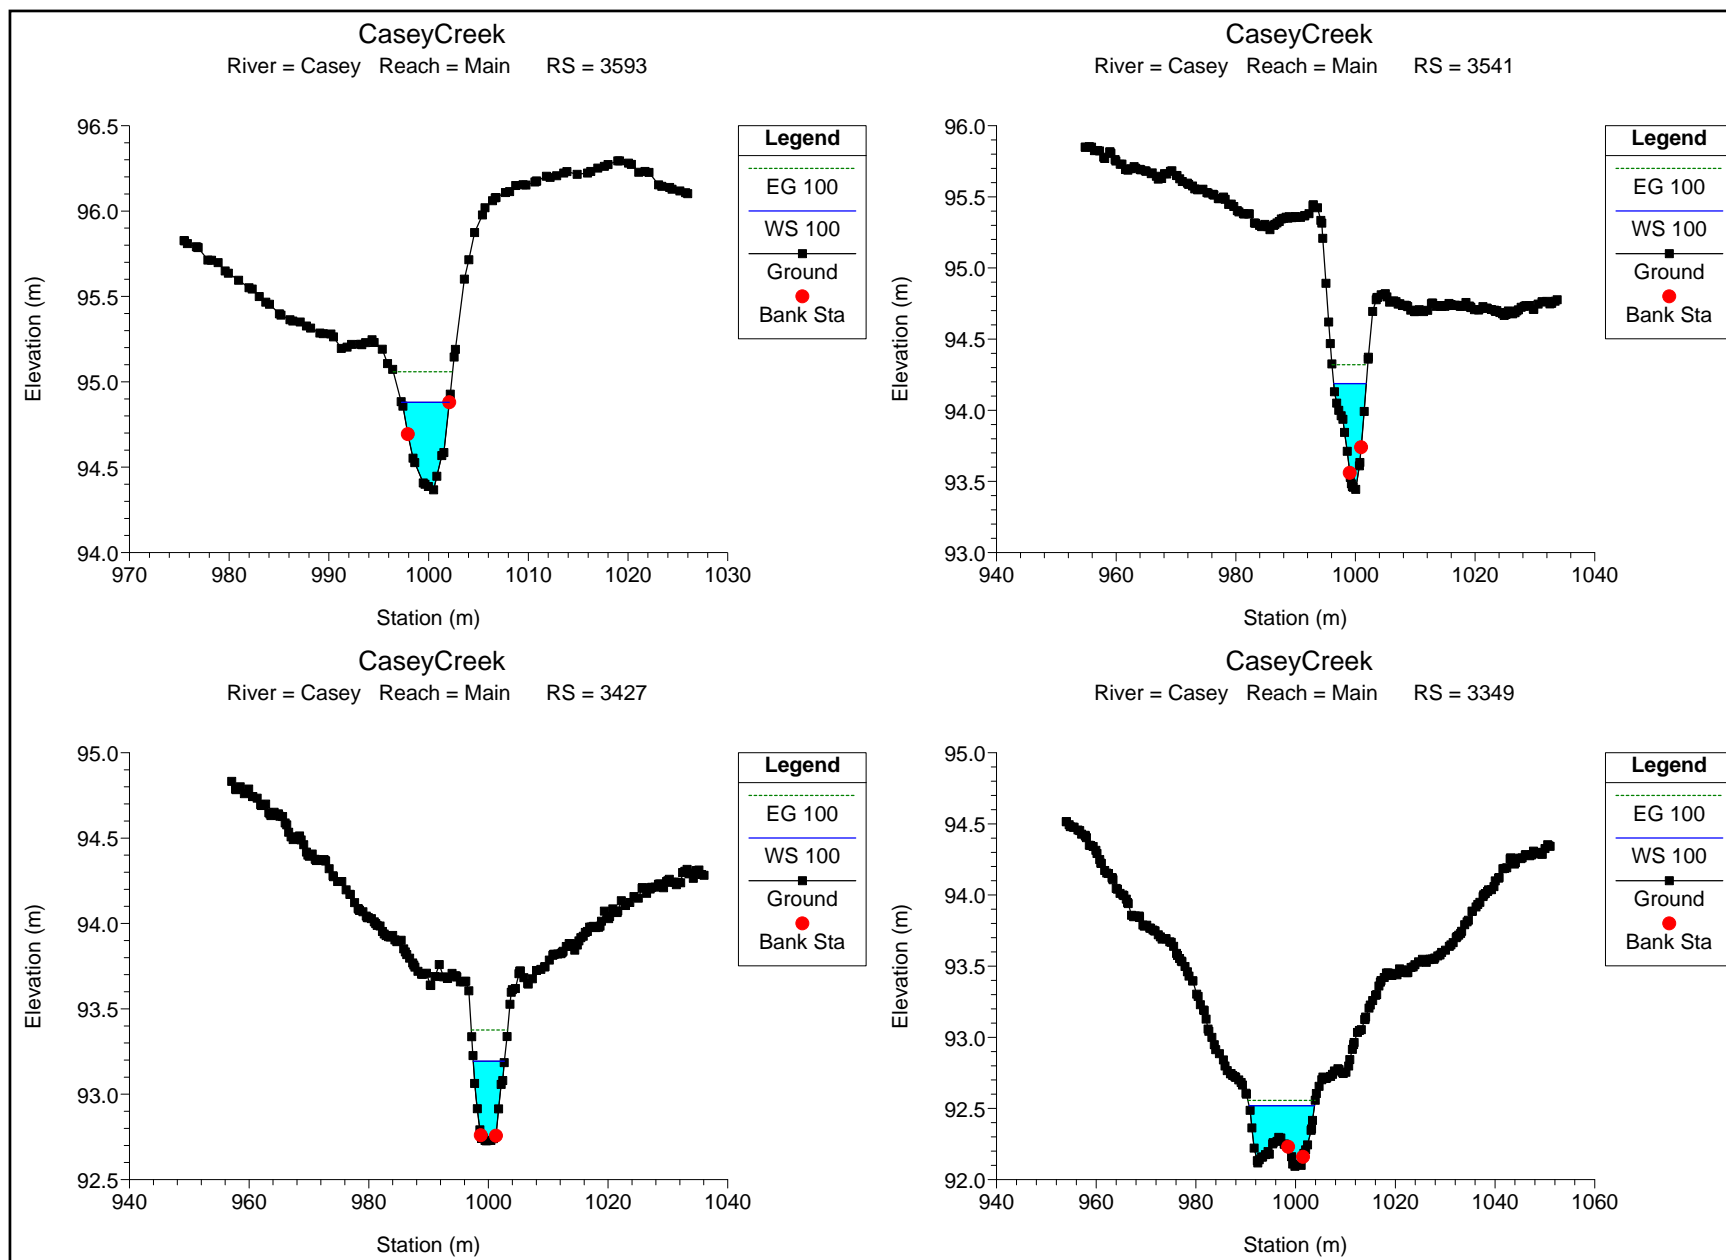 CaseyCreek
River = Casey Reach = Main RS = 3593
96.5
96.0
95.5
95.0
94.5
94.0
970 980 990 1000 1010 1020 1030
Elevation (m)
Station (m)
Legend
EG 100
WS 100
Ground
Bank Sta
CaseyCreek
River = Casey Reach = Main RS = 3541
96.0
95.5
95.0
94.5
94.0
93.5
93.0
940 960 980 1000 1020 1040
Elevation (m)
Station (m)
Legend
EG 100
WS 100
Ground
Bank Sta
CaseyCreek
River = Casey Reach = Main RS = 3427
95.0
94.5
94.0
93.5
93.0
92.5
940 960 980 1000 1020 1040
Elevation (m)
Station (m)
Legend
EG 100
WS 100
Ground
Bank Sta
CaseyCreek
River = Casey Reach = Main RS = 3349
95.0
94.5
94.0
93.5
93.0
92.5
92.0
940 960 980 1000 1020 1040 1060
Elevation (m)
Station (m)
Legend
EG 100
WS 100
Ground
Bank Sta